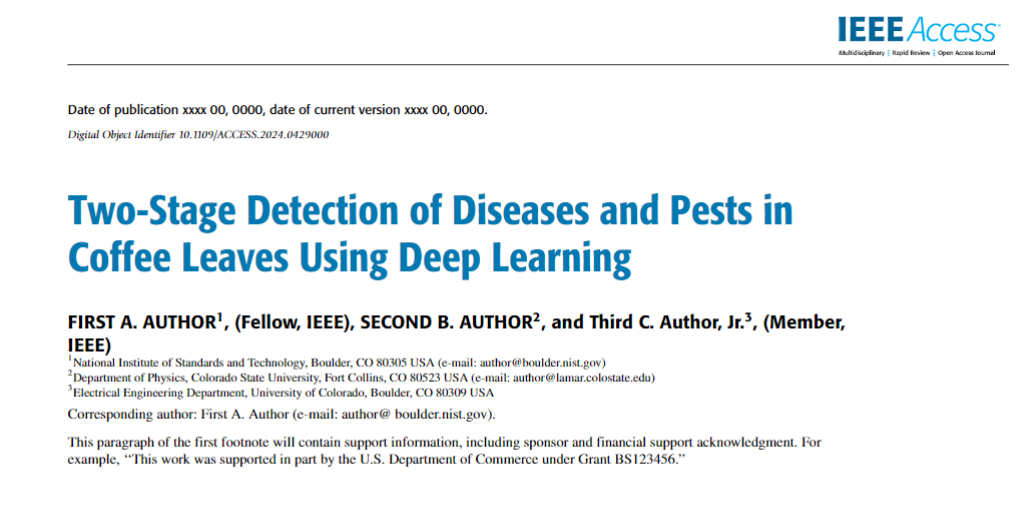 IEEE Access
Multidisciplinary | Rapid Review | Open Access Journal
Date of publication xxxx 00, 0000, date of current version xxxx 00, 0000.
Digital Object Identifier 10.1109/ACCESS.2024.0429000
Two-Stage Detection of Diseases and Pests in
Coffee Leaves Using Deep Learning
FIRST A. AUTHOR¹, (Fellow, IEEE), SECOND B. AUTHOR², and Third C. Author, Jr.³, (Member,
IEEE)
¹National Institute of Standards and Technology, Boulder, CO 80305 USA (e-mail: author@boulder.nist.gov)
²Department of Physics, Colorado State University, Fort Collins, CO 80523 USA (e-mail: author@lamar.colostate.edu)
³Electrical Engineering Department, University of Colorado, Boulder, CO 80309 USA
Corresponding author: First A. Author (e-mail: author@ boulder.nist.gov).
This paragraph of the first footnote will contain support information, including sponsor and financial support acknowledgment. For
example, “This work was supported in part by the U.S. Department of Commerce under Grant BS123456.”